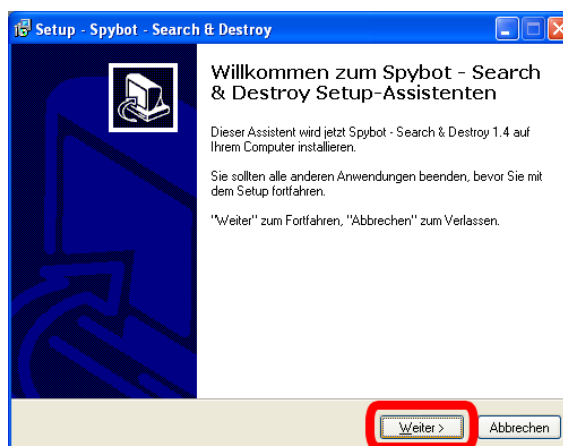 Setup - Spybot - Search & Destroy
Willkommen zum Spybot - Search
& Destroy Setup-Assistenten
Dieser Assistent wird jetzt Spybot - Search & Destroy 1.4 auf
Ihrem Computer installieren.
Sie sollten alle anderen Anwendungen beenden, bevor Sie mit
dem Setup fortfahren.
"Weiter" zum Fortfahren, "Abbrechen" zum Verlassen.
Weiter > Abbrechen